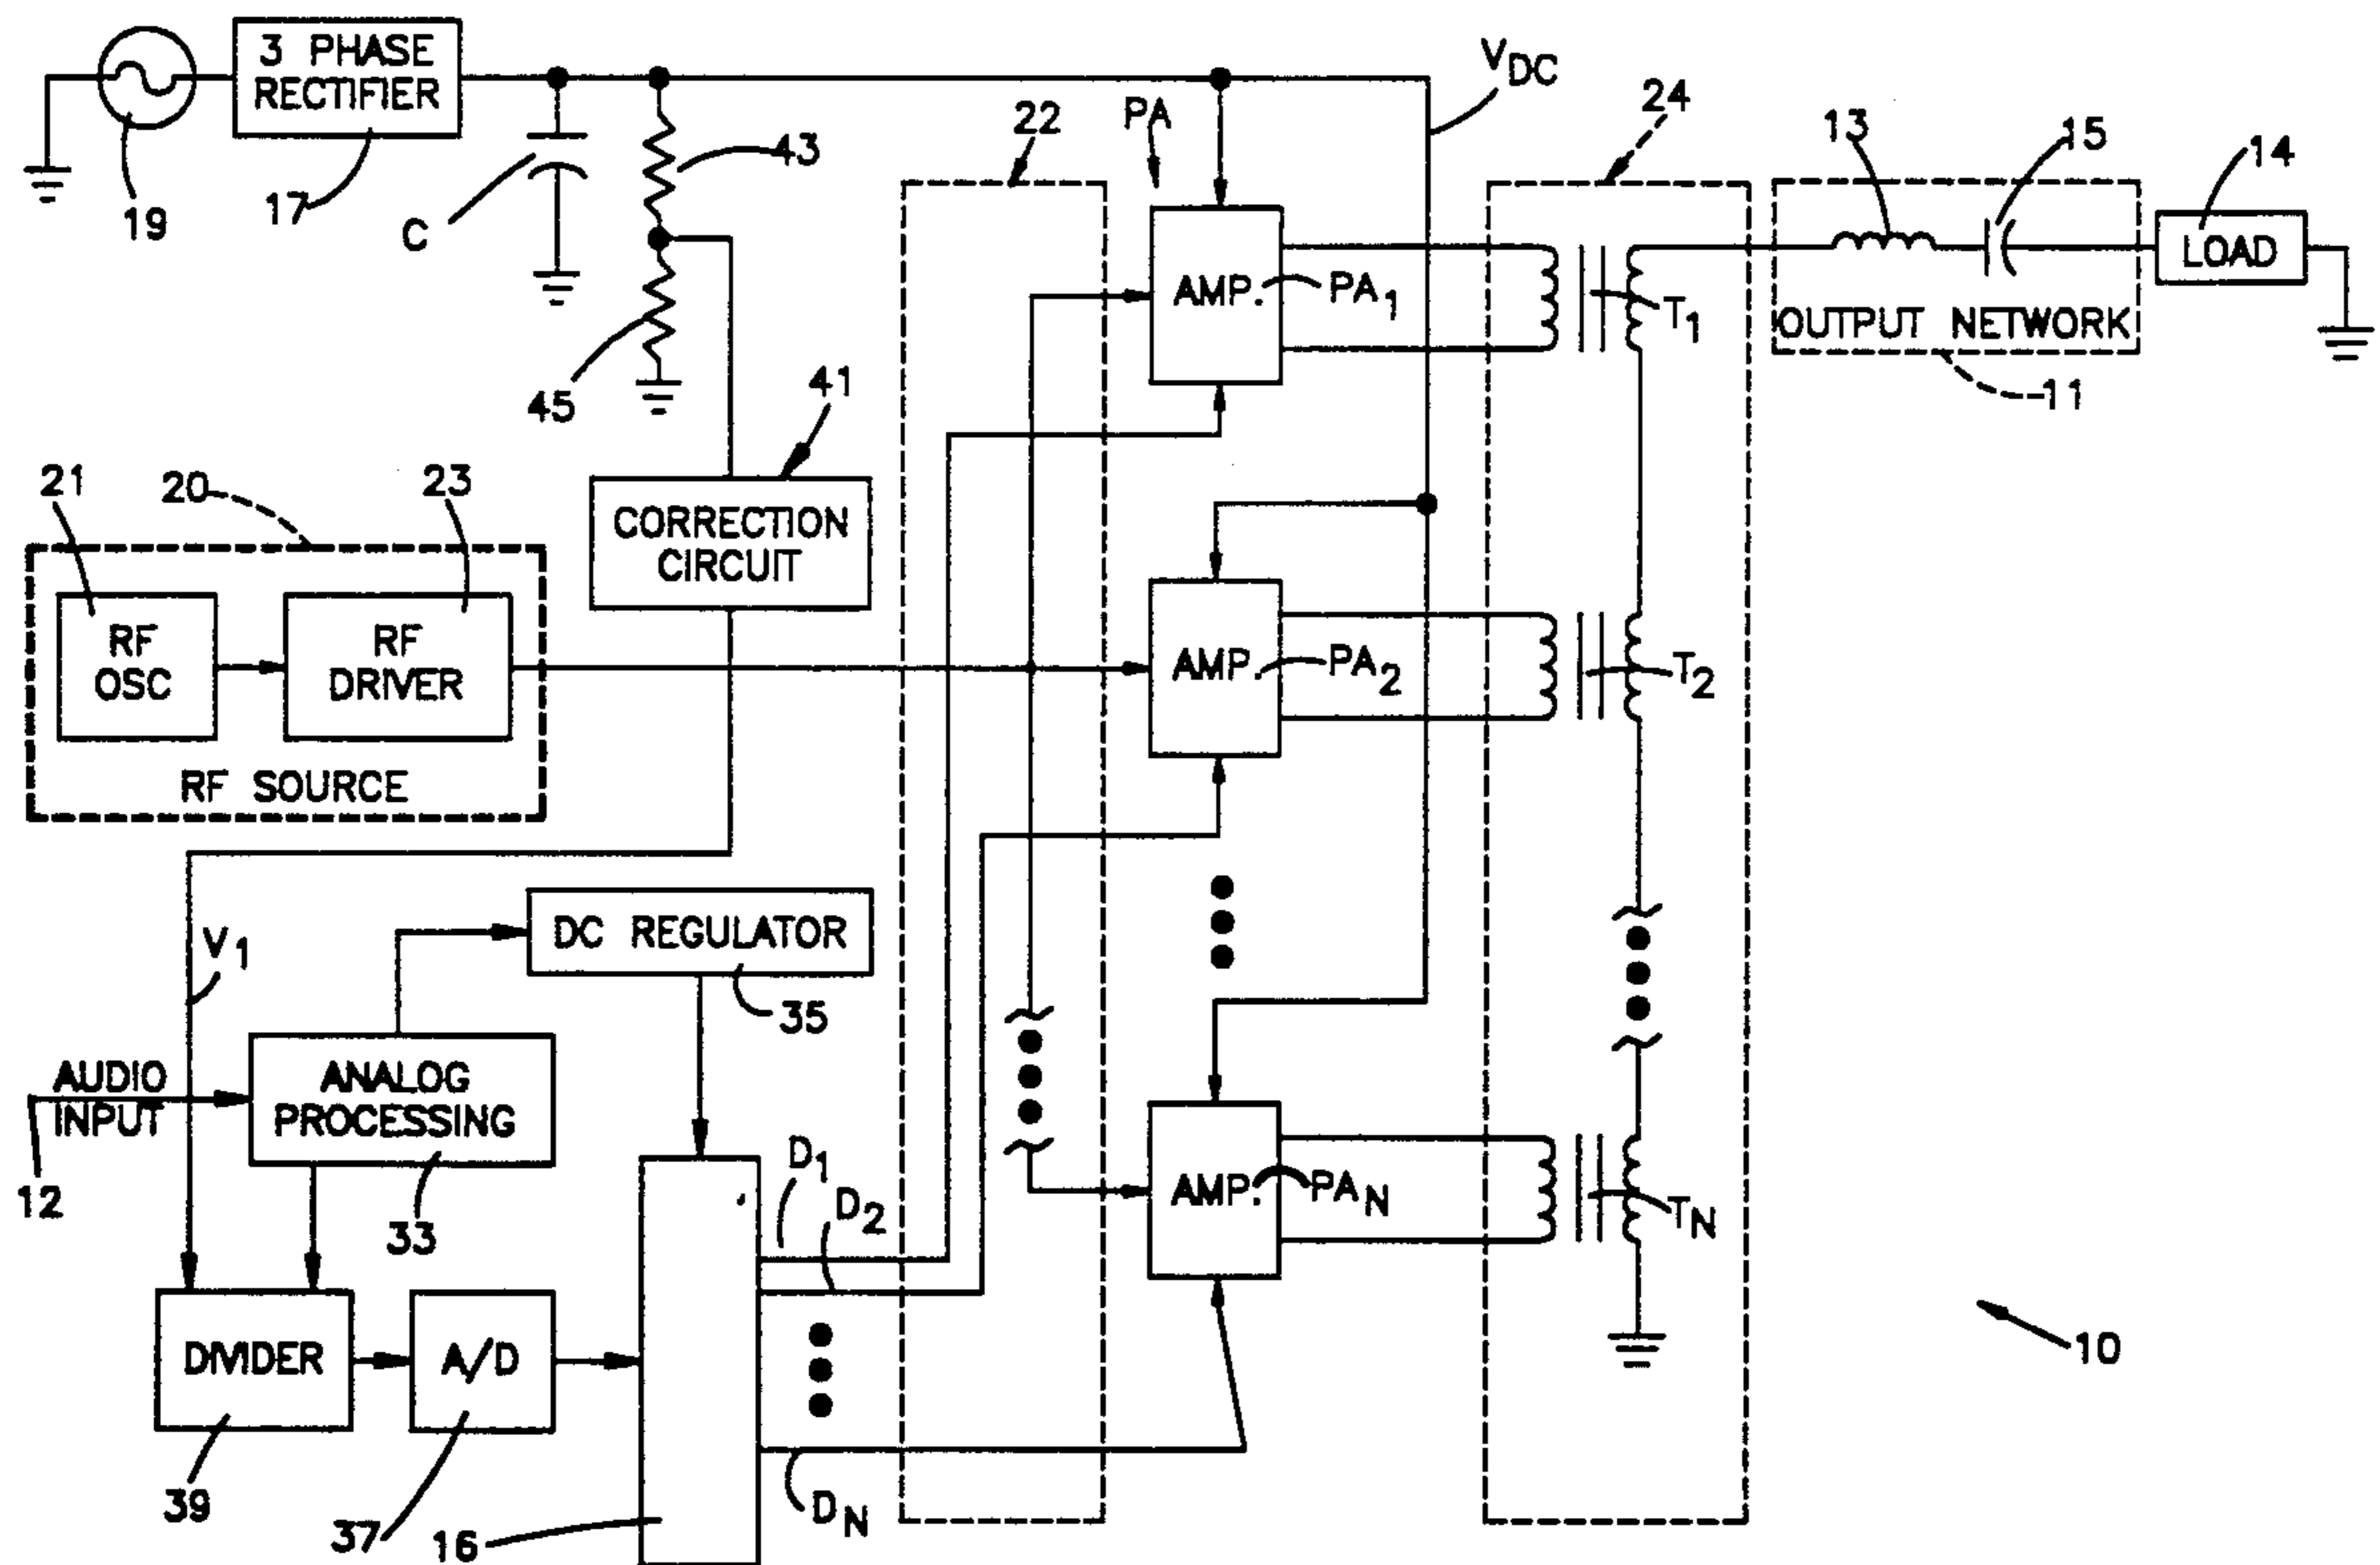 3 PHASE
RECTIFIER
19
17
C
43
45
22
PA
V DC
24
13
15
14
AMP.
PA1
T1
LOAD
OUTPUT NETWORK
11
41
CORRECTION
CIRCUIT
21
20
23
RF
OSC
RF
DRIVER
RF SOURCE
AMP.
PA2
T2
V1
DC REGULATOR
35
AUDIO
INPUT
12
ANALOG
PROCESSING
33
D1
D2
AMP.
PAN
TN
DIVIDER
A/D
39
37
16
DN
10